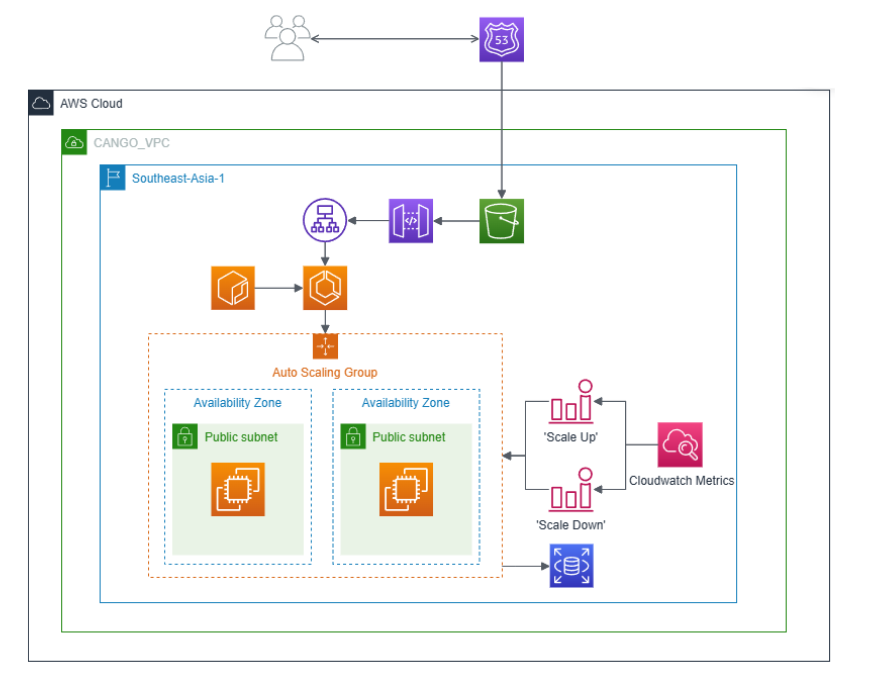 53
AWS Cloud
CANGO_VPC
Southeast-Asia-1
Auto Scaling Group
Availability Zone
Availability Zone
Public subnet
Public subnet
'Scale Up'
Cloudwatch Metrics
'Scale Down'